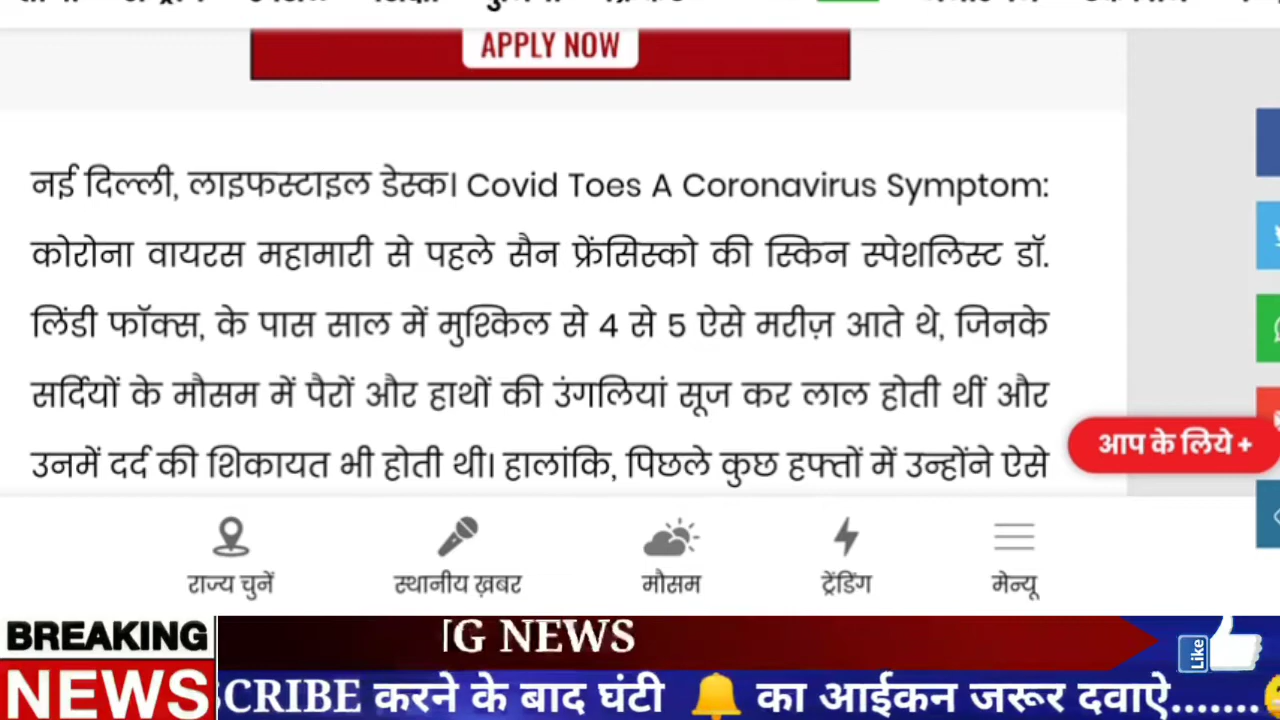 APPLY NOW
नई दिल्ली, लाइफस्टाइल डेस्क। Covid Toes A Coronavirus Symptom:
कोरोना वायरस महामारी से पहले सैन फ्रेंसिस्को की स्किन स्पेशलिस्ट डॉ.
लिंडी फॉक्स, के पास साल में मुश्किल से 4 से 5 ऐसे मरीज़ आते थे, जिनके
सर्दियों के मौसम में पैरों और हाथों की उंगलियां सूज कर लाल होती थीं और
उनमें दर्द की शिकायत भी होती थी। हालांकि, पिछले कुछ हफ्तों में उन्होंने ऐसे
आप के लिये +
राज्य चुनें स्थानीय ख़बर मौसम ट्रेंडिंग मेन्यू
BREAKING
NEWS
G NEWS
Like
SCRIBE करने के बाद घंटी 🔔 का आईकन जरूर दवाऐ.......